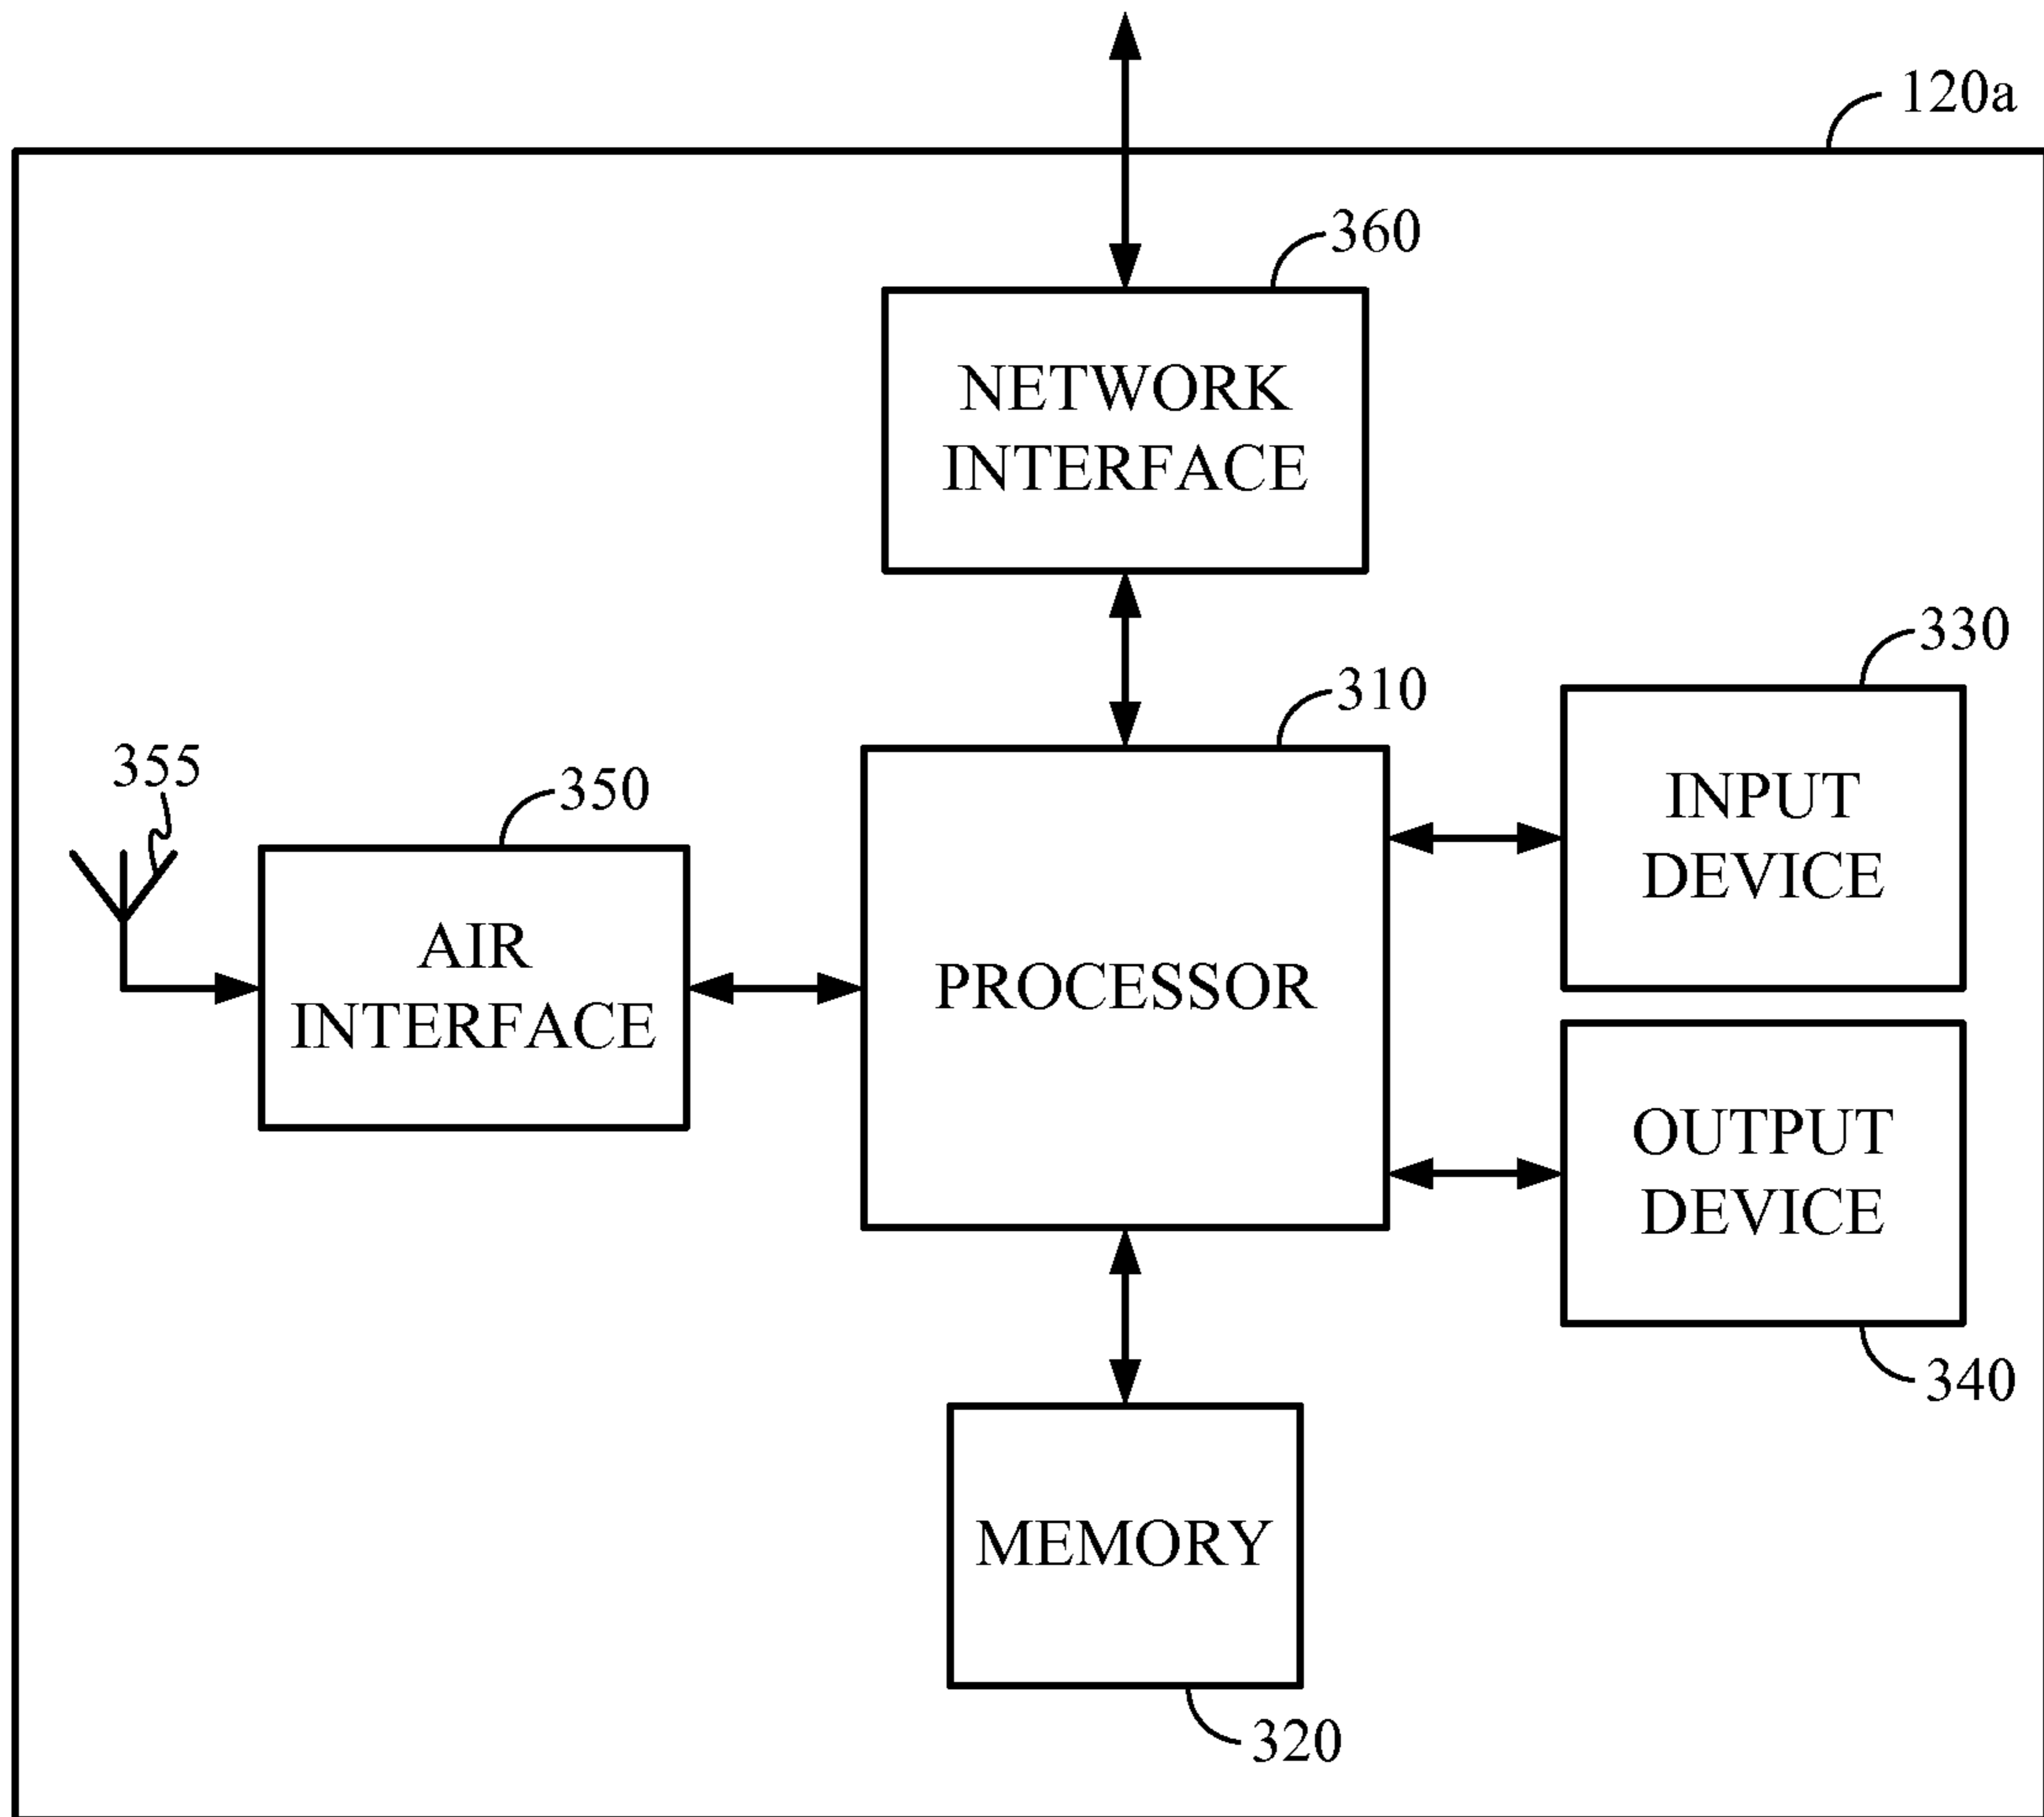 120a
360
NETWORK
INTERFACE
330
310
INPUT
DEVICE
355
350
AIR
INTERFACE
PROCESSOR
OUTPUT
DEVICE
340
MEMORY
320